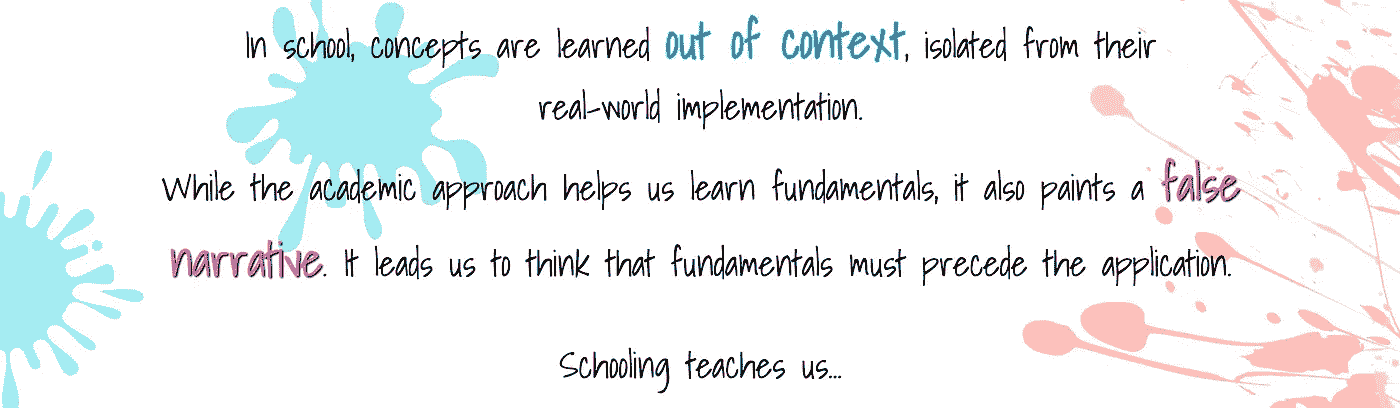 In school, concepts are learned out of context, isolated from their
real-world implementation.
While the academic approach helps us learn fundamentals, it also paints a false
narrative. It leads us to think that fundamentals must precede the application.
Schooling teaches us...